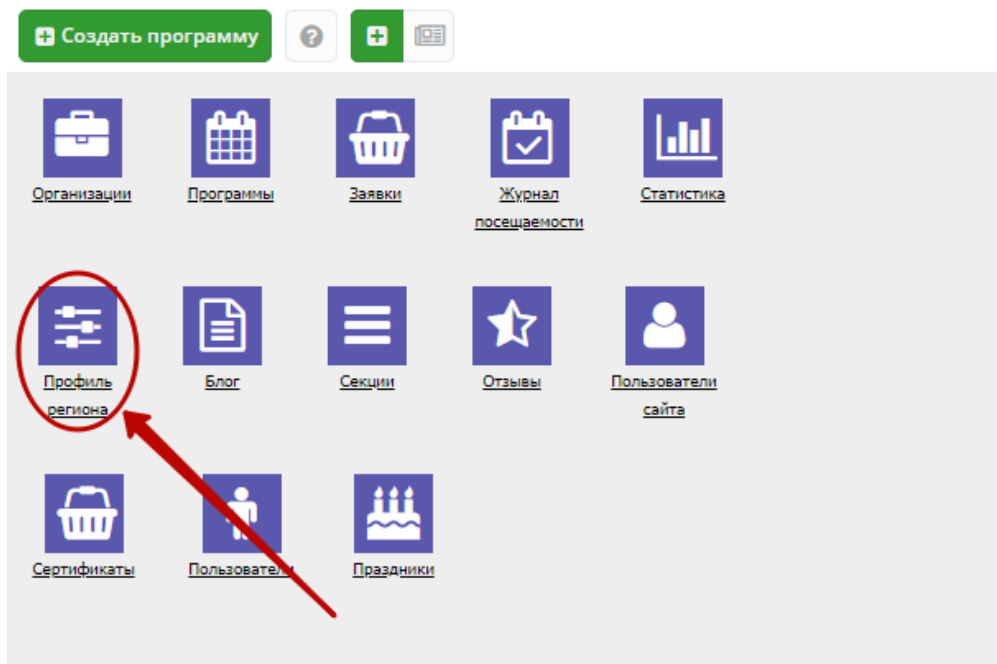 Создать программу
Организации
Программы
Заявки
Журнал
посещаемости
Статистика
Профиль
региона
Блог
Секции
Отзывы
Пользователи
сайта
Сертификаты
Пользователи
Праздники